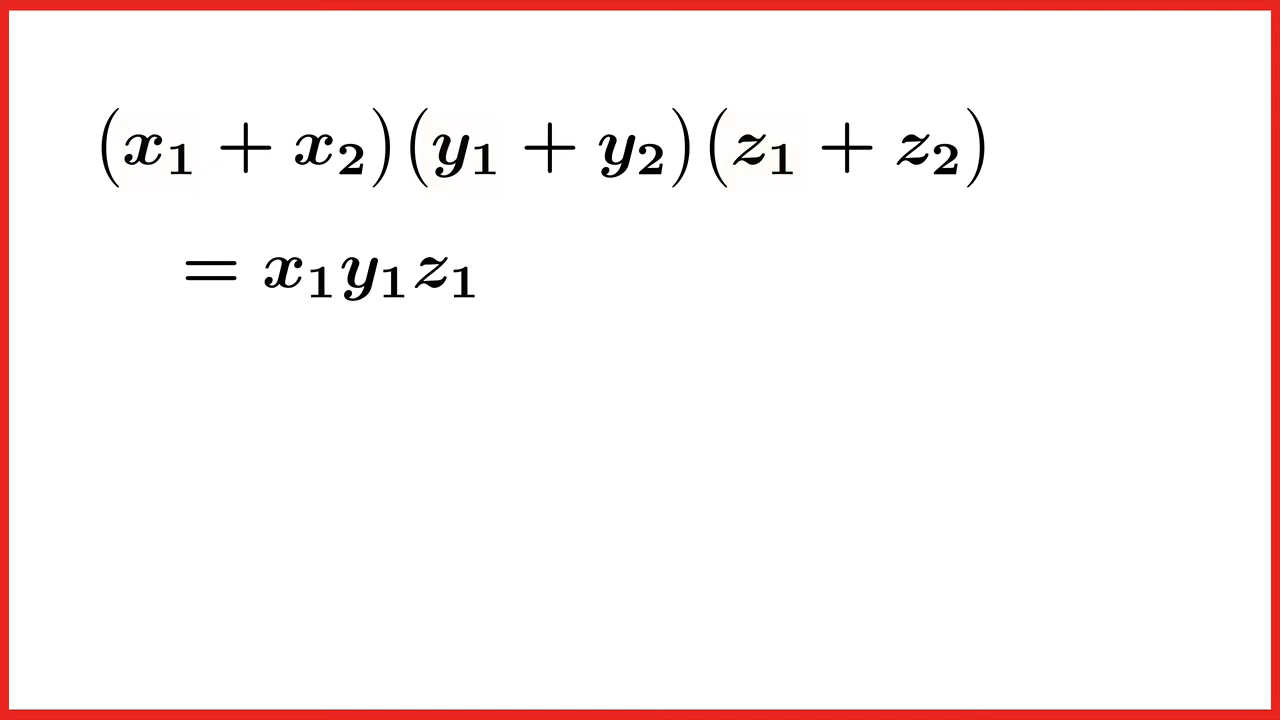 (x₁ + x₂)(y₁ + y₂)(z₁ + z₂)
= x₁y₁z₁